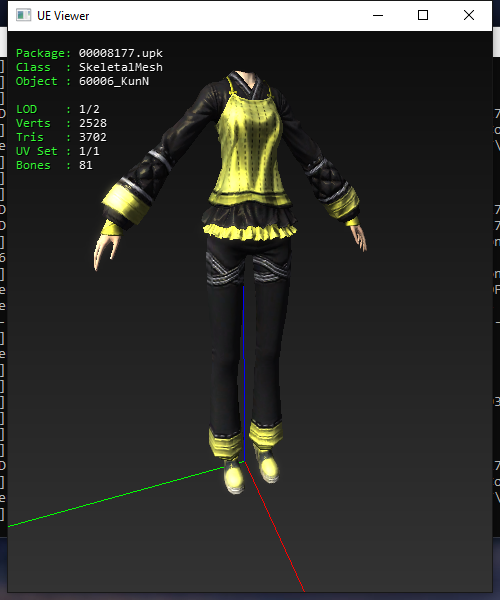 UE Viewer
Package: 00008177.upk
Class : SkeletalMesh
Object : 60006_KunN
LOD : 1/2
Verts : 2528
Tris : 3702
UV Set : 1/1
Bones : 81